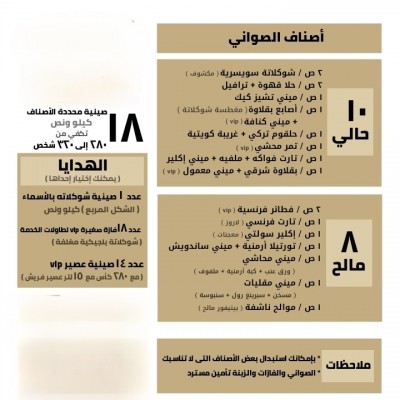 أصناف الصواني
١٠
حالي
٢ ص / شوكلاتة سويسرية ( مكشوف )
٢ ص / حلا قهوة + ترافيل
١ ص / ميني تشيز كيك
١ ص / أصابع بقلاوة ( مغطسة شوكلاتة )
+ ميني كنافة ( vip )
١ ص / حلقوم تركي + غريبة كويتية
١ ص / تمر محشي ( vip )
١ ص / تارت فواكه + ملفيه + ميني إكلير
١ ص / بقلاوة شرقي + ميني معمول ( vip )
٨
مالح
٢ ص / فطائر فرنسية ( vip )
١ ص / تارت فرنسي ( لاروز )
١ ص / إكلير سولتي ( معجنات )
١ ص / تورتيلا أرمنية + ميني ساندويش
١ ص / ميني محاشي
( ورق عنب + كبة أرمنية + ملفوف )
١ ص / ميني مقليات
( مسخن + سبرينغ رول + سنبوسة )
١ ص / موالح ناشفة ( بيتيفور مالح )
ملاحظات
* بإمكانك استبدال بعض الأصناف التى لا تناسبك
* الصواني والفازات والزينة تأمين مسترد
١٨
صينية محددة الأصناف
كيلو ونص
تكفي من
٢٨٠ إلى ٣٢٠ شخص
الهدايا
( يمكنك إختيار إحداها )
عدد ١ صينية شوكلاته بالأسماء
( الشكل المربع ) كيلو ونص
عدد ١٨ فازة صغيرة vip لطاولات الخدمة
( شوكلاتة بلجيكية مغلفة )
عدد ١٤ صينية عصير vip
( مع ٢٨٠ كأس مع ١٥ لتر عصير فريش )